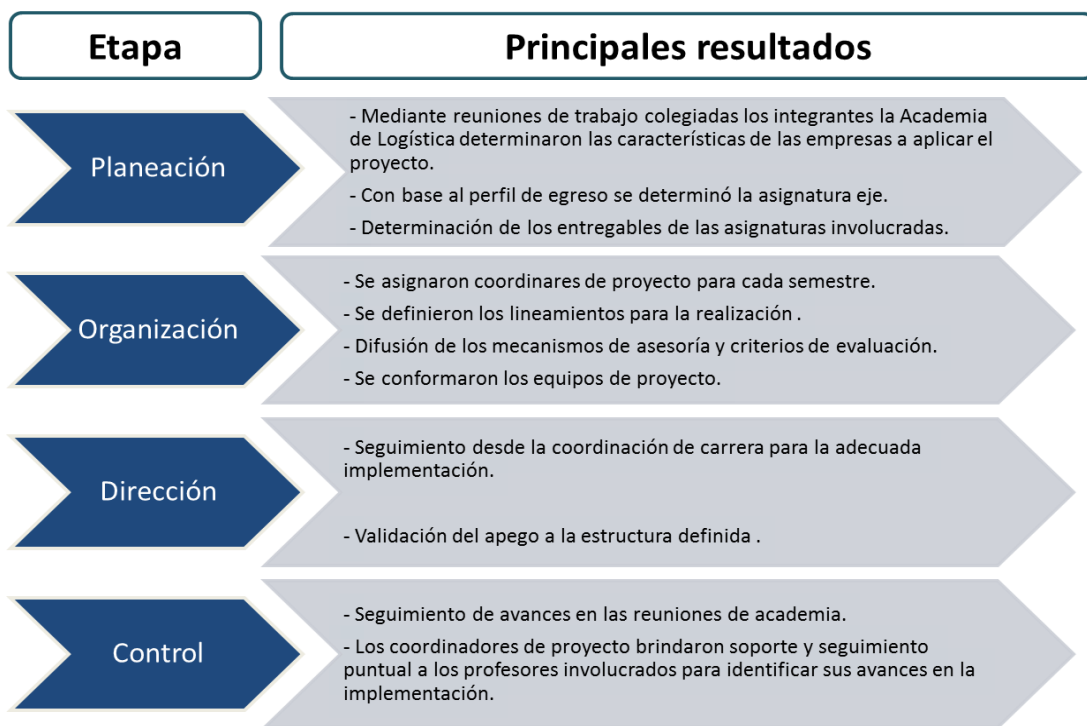 Etapa
Principales resultados
Planeación
- Mediante reuniones de trabajo colegiadas los integrantes la Academia
de Logística determinaron las características de las empresas a aplicar el
proyecto.
- Con base al perfil de egreso se determinó la asignatura eje.
- Determinación de los entregables de las asignaturas involucradas.
Organización
- Se asignaron coordinares de proyecto para cada semestre.
- Se definieron los lineamientos para la realización .
- Difusión de los mecanismos de asesoría y criterios de evaluación.
- Se conformaron los equipos de proyecto.
Dirección
- Seguimiento desde la coordinación de carrera para la adecuada
implementación.
- Validación del apego a la estructura definida .
Control
- Seguimiento de avances en las reuniones de academia.
- Los coordinadores de proyecto brindaron soporte y seguimiento
puntual a los profesores involucrados para identificar sus avances en la
implementación.